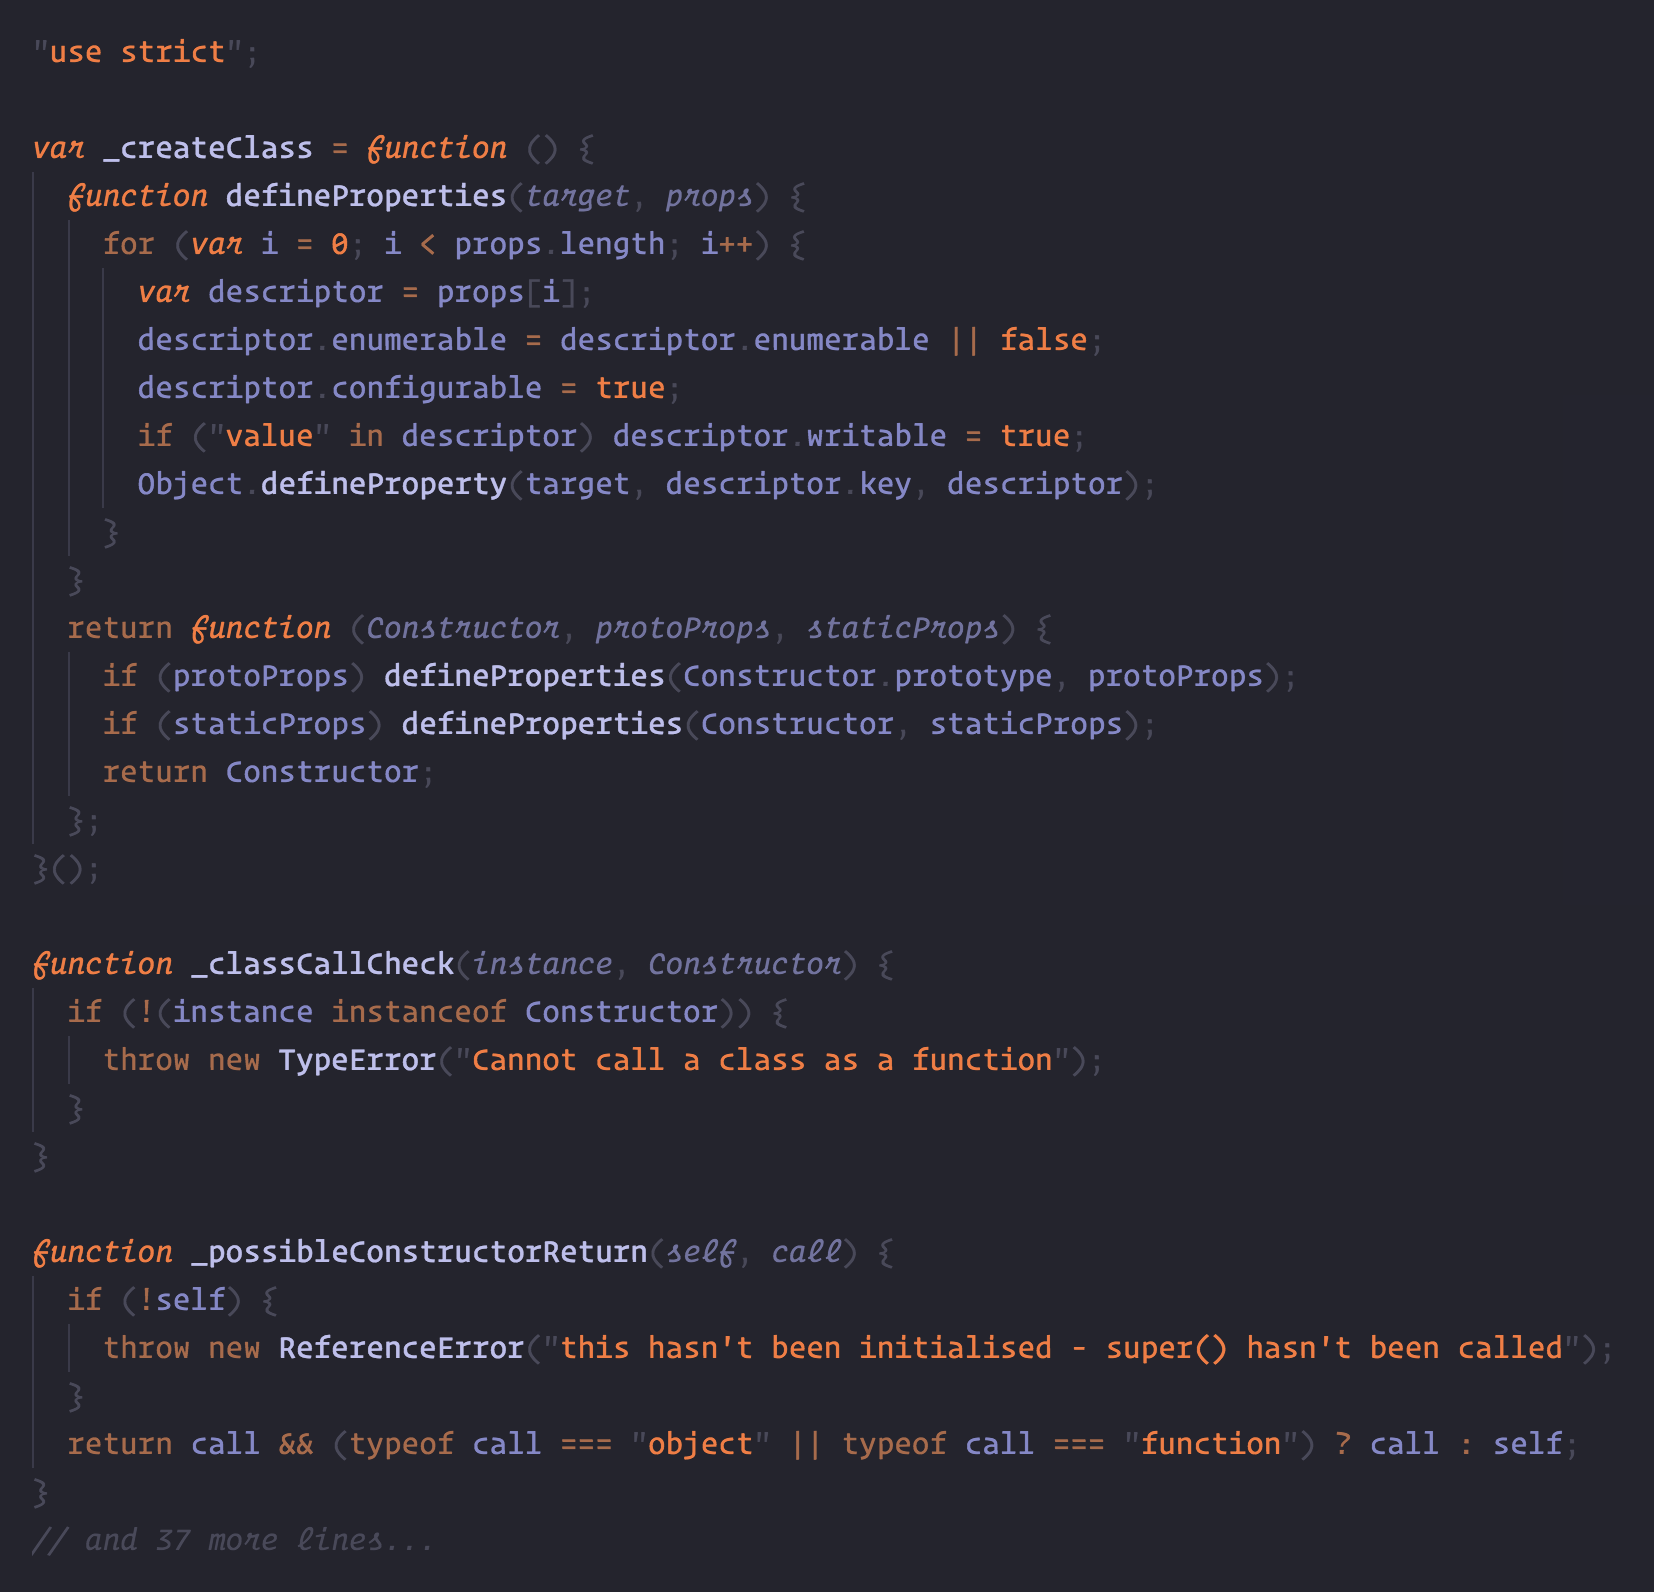 "use strict";

var _createClass = function () {
  function defineProperties(target, props) {
    for (var i = 0; i < props.length; i++) {
      var descriptor = props[i];
      descriptor.enumerable = descriptor.enumerable || false;
      descriptor.configurable = true;
      if ("value" in descriptor) descriptor.writable = true;
      Object.defineProperty(target, descriptor.key, descriptor);
    }
  }
  return function (Constructor, protoProps, staticProps) {
    if (protoProps) defineProperties(Constructor.prototype, protoProps);
    if (staticProps) defineProperties(Constructor, staticProps);
    return Constructor;
  };
}();

function _classCallCheck(instance, Constructor) {
  if (!(instance instanceof Constructor)) {
    throw new TypeError("Cannot call a class as a function");
  }
}

function _possibleConstructorReturn(self, call) {
  if (!self) {
    throw new ReferenceError("this hasn't been initialised - super() hasn't been called");
  }
  return call && (typeof call === "object" || typeof call === "function") ? call : self;
}
// and 37 more lines...